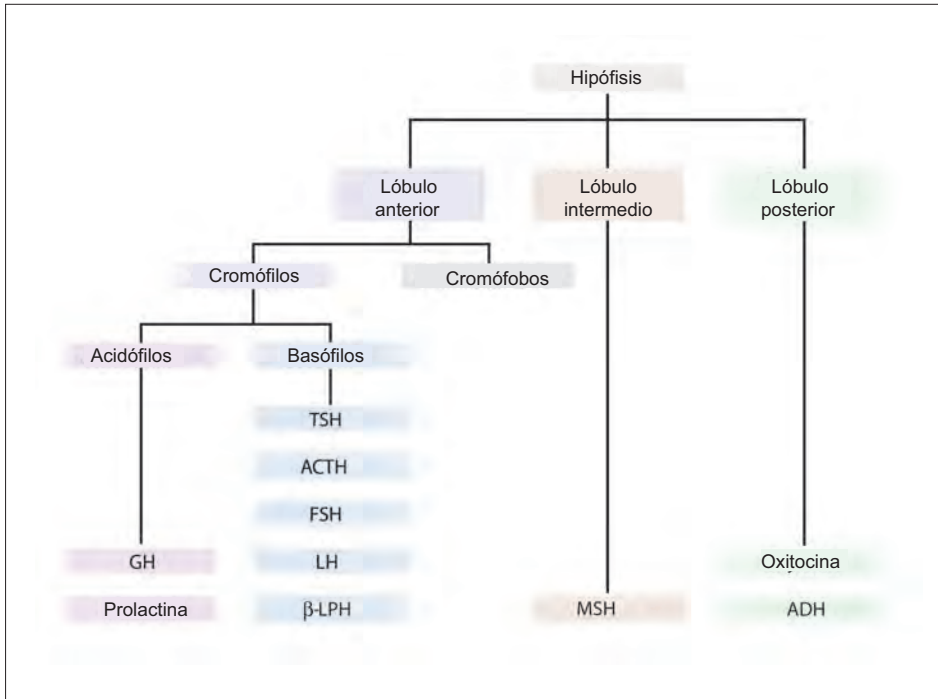 Hipófisis
Lóbulo
anterior
Lóbulo
intermedio
Lóbulo
posterior
Cromófilos
Cromófobos
Acidófilos
Basófilos
TSH
ACTH
FSH
GH
LH
Oxitocina
Prolactina
β-LPH
MSH
ADH